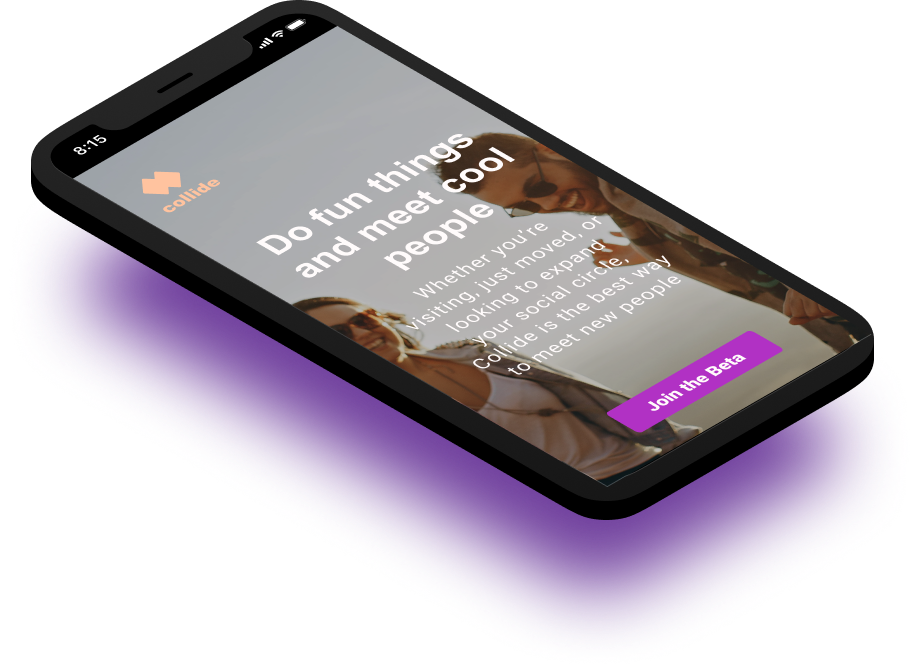 8:15
collide
Do fun things
and meet cool
people
Whether you're
visiting, just moved, or
looking to expand
your social circle,
Collide is the best way
to meet new people
Join the Beta